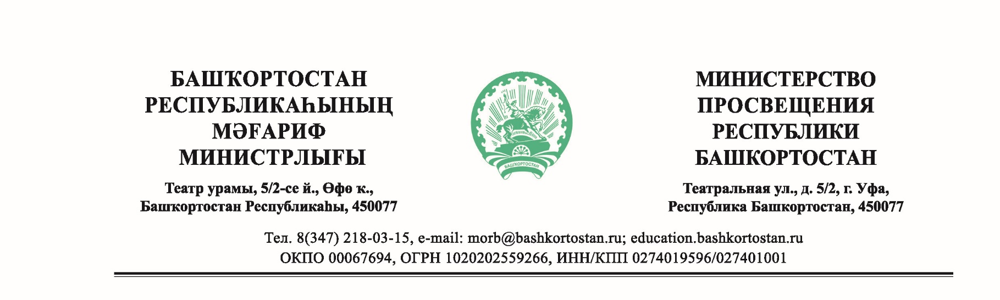 БАШҠОРТОСТАН
РЕСПУБЛИКАҺЫНЫҢ
МӘҒАРИФ
МИНИСТРЛЫҒЫ
Театр урамы, 5/2-се й., Өфө ҡ.,
Башҡортостан Республикаһы, 450077
БАШҠОРТОСТАН
МИНИСТЕРСТВО
ПРОСВЕЩЕНИЯ
РЕСПУБЛИКИ
БАШКОРТОСТАН
Театральная ул., д. 5/2, г. Уфа,
Республика Башкортостан, 450077
Тел. 8(347) 218-03-15, e-mail: morb@bashkortostan.ru; education.bashkortostan.ru
ОКПО 00067694, ОГРН 1020202559266, ИНН/КПП 0274019596/027401001